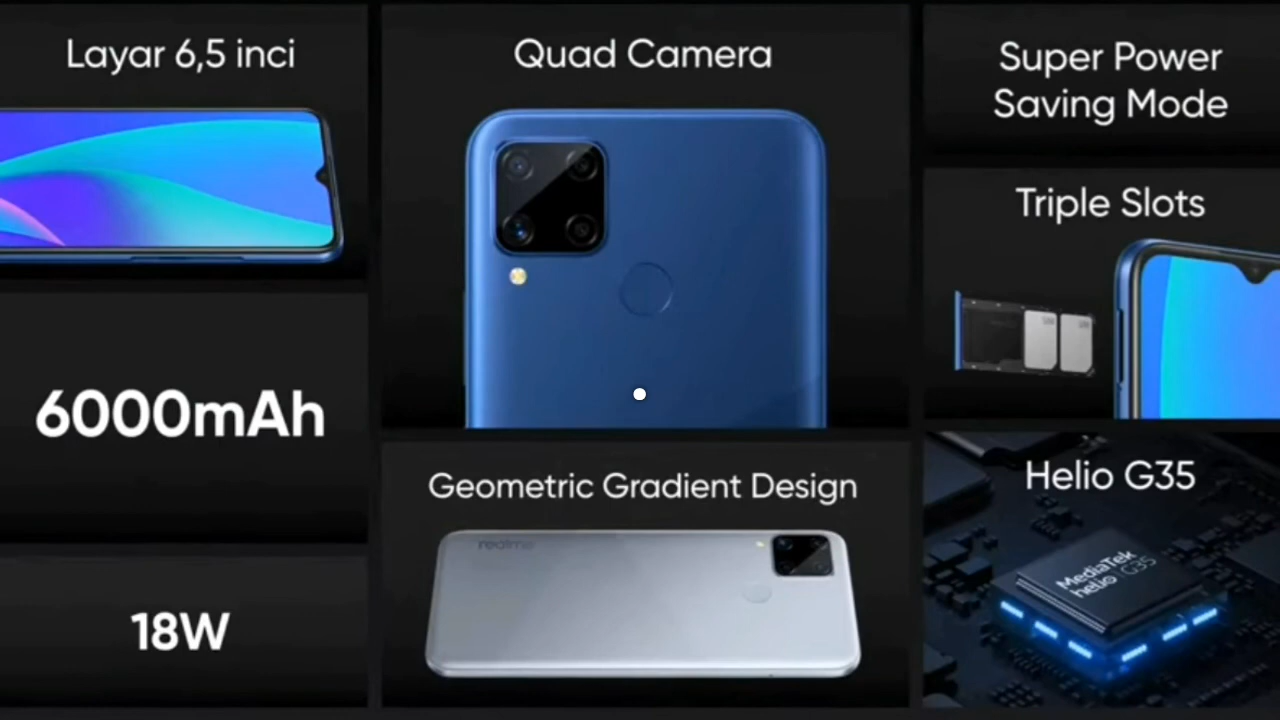 Layar 6,5 inci
6000mAh
18W
Quad Camera
Geometric Gradient Design
realme
Super Power
Saving Mode
Triple Slots
Helio G35
MediaTek
helio G35